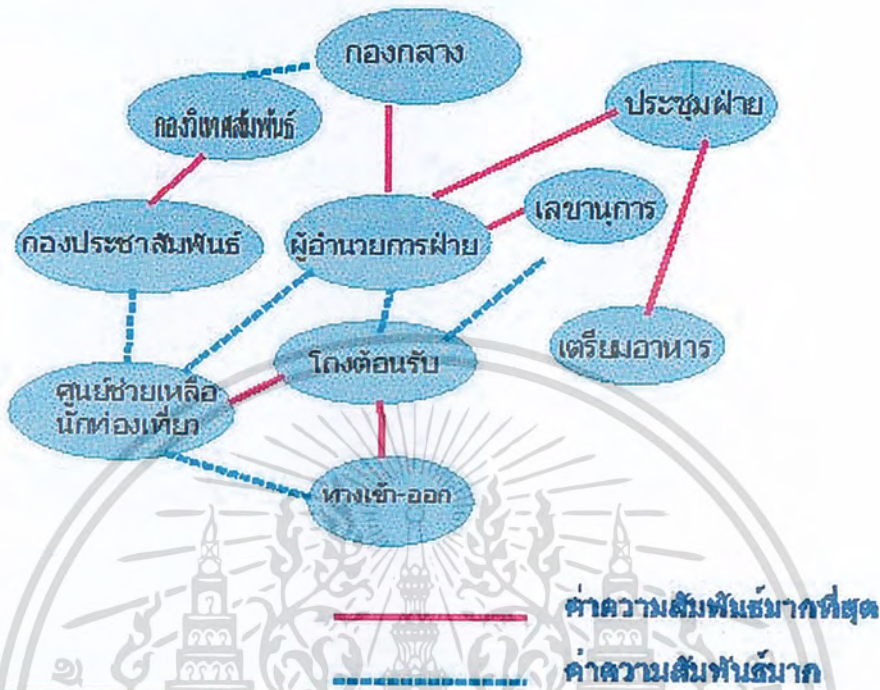 กองกลาง
ประชุมฝ่าย
กองวิเทศสัมพันธ์
เลขานุการ
กองประชาสัมพันธ์
ผู้อำนวยการฝ่าย
เตรียมอาหาร
โถงต้อนรับ
ศูนย์ช่วยเหลือ
นักท่องเที่ยว
ทางเข้า-ออก
ค่าความสัมพันธ์มากที่สุด
ค่าความสัมพันธ์มาก